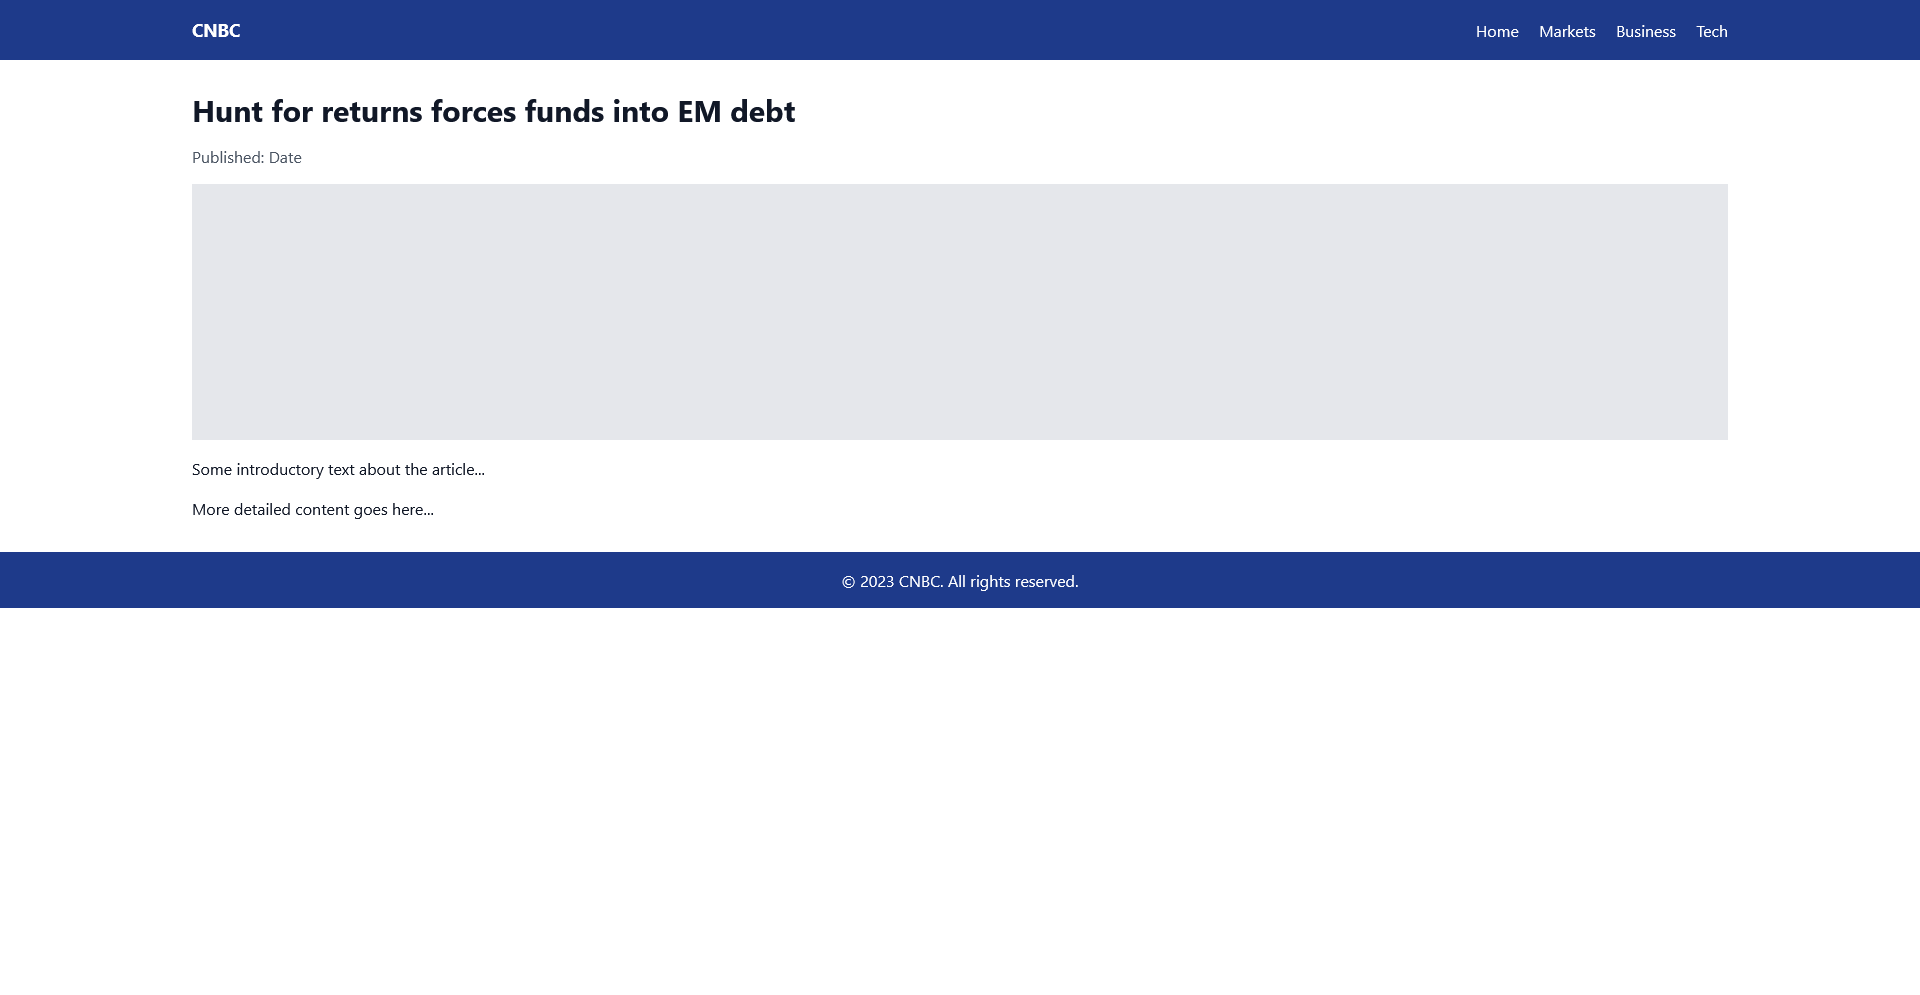 CNBC
Home Markets Business Tech
Hunt for returns forces funds into EM debt
Published: Date
Some introductory text about the article...
More detailed content goes here...
© 2023 CNBC. All rights reserved.